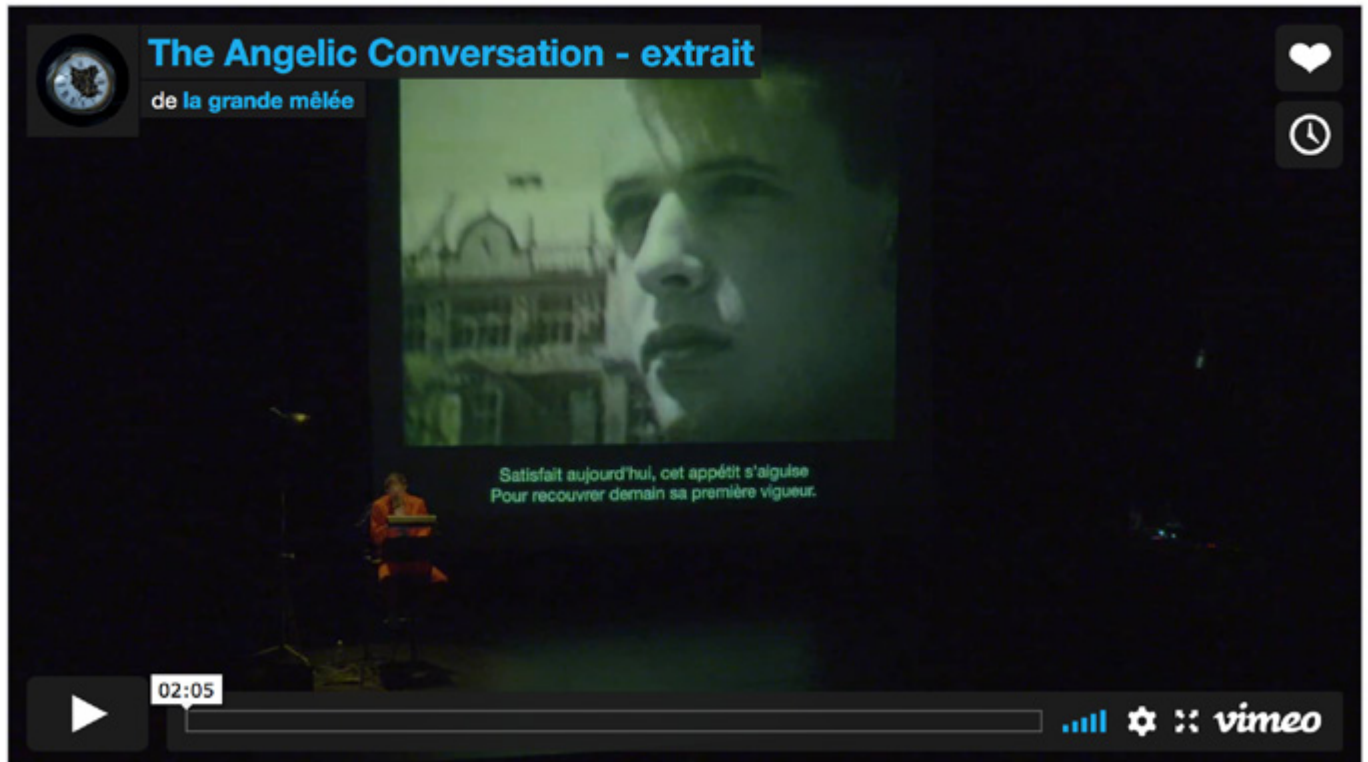 The Angelic Conversation - extrait
de la grande mêlée
Satisfait aujourd'hui, cet appétit s'aiguise
Pour recouvrer demain sa première vigueur.
02:05
vimeo